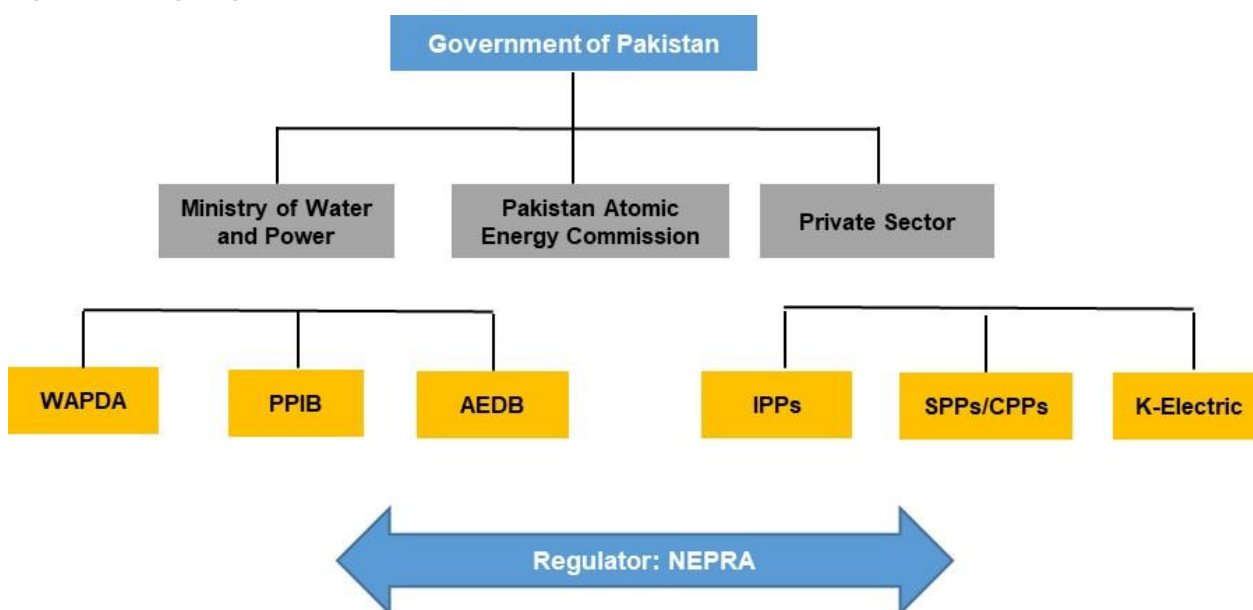 Government of Pakistan
Ministry of Water
and Power
Pakistan Atomic
Energy Commission
Private Sector
WAPDA
PPIB
AEDB
IPPs
SPPs/CPPs
K-Electric
Regulator: NEPRA